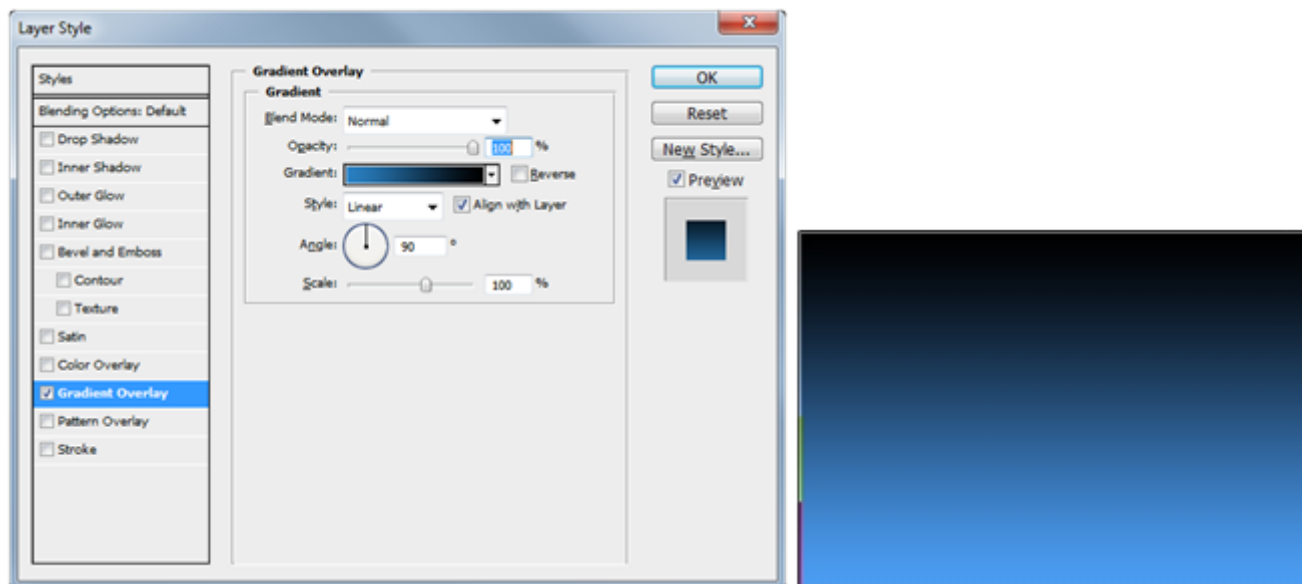 Layer Style
Styles
Blending Options: Default
Drop Shadow
Inner Shadow
Outer Glow
Inner Glow
Bevel and Emboss
Contour
Texture
Satin
Color Overlay
Gradient Overlay
Pattern Overlay
Stroke
Gradient Overlay
Gradient
Blend Mode: Normal
Opacity: 100 %
Gradient: Reverse
Style: Linear Align with Layer
Angle: 90 °
Scale: 100 %
OK
Reset
New Style...
Preview